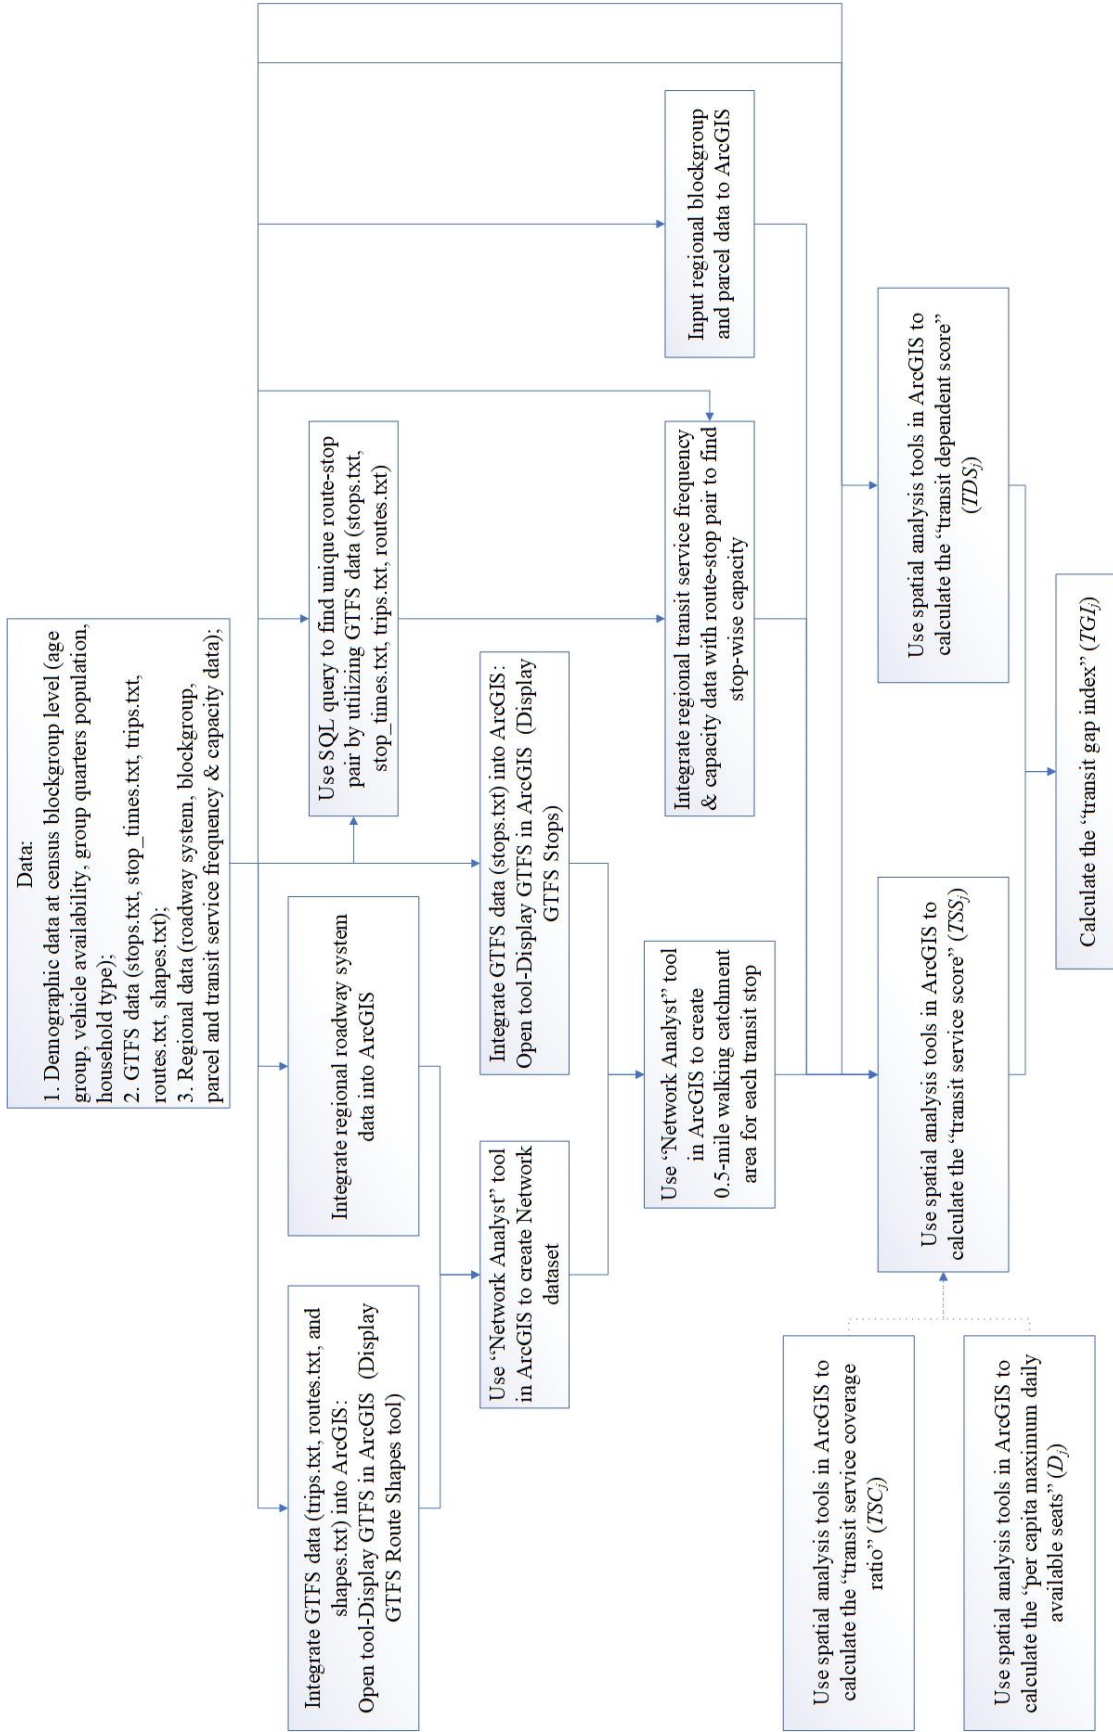 Data:
1. Demographic data at census blockgroup level (age
group, vehicle availability, group quarters population,
household type);
2. GTFS data (stops.txt, stop_times.txt, trips.txt,
routes.txt, shapes.txt);
3. Regional data (roadway system, blockgroup,
parcel and transit service frequency & capacity data);
Integrate GTFS data (trips.txt, routes.txt, and
shapes.txt) into ArcGIS:
Open tool-Display GTFS in ArcGIS (Display
GTFS Route Shapes tool)
Integrate regional roadway system
data into ArcGIS
Use SQL query to find unique route-stop
pair by utilizing GTFS data (stops.txt,
stop_times.txt, trips.txt, routes.txt)
Use “Network Analyst” tool
in ArcGIS to create Network
dataset
Integrate GTFS data (stops.txt) into ArcGIS:
Open tool-Display GTFS in ArcGIS (Display
GTFS Stops)
Use “Network Analyst” tool
in ArcGIS to create
0.5-mile walking catchment
area for each transit stop
Integrate regional transit service frequency
& capacity data with route-stop pair to find
stop-wise capacity
Input regional blockgroup
and parcel data to ArcGIS
Use spatial analysis tools in ArcGIS to
calculate the “transit service coverage
ratio” (TSCj)
Use spatial analysis tools in ArcGIS to
calculate the “per capita maximum daily
available seats” (Dj)
Use spatial analysis tools in ArcGIS to
calculate the “transit service score” (TSSj)
Use spatial analysis tools in ArcGIS to
calculate the “transit dependent score”
(TDSj)
Calculate the “transit gap index” (TGIj)